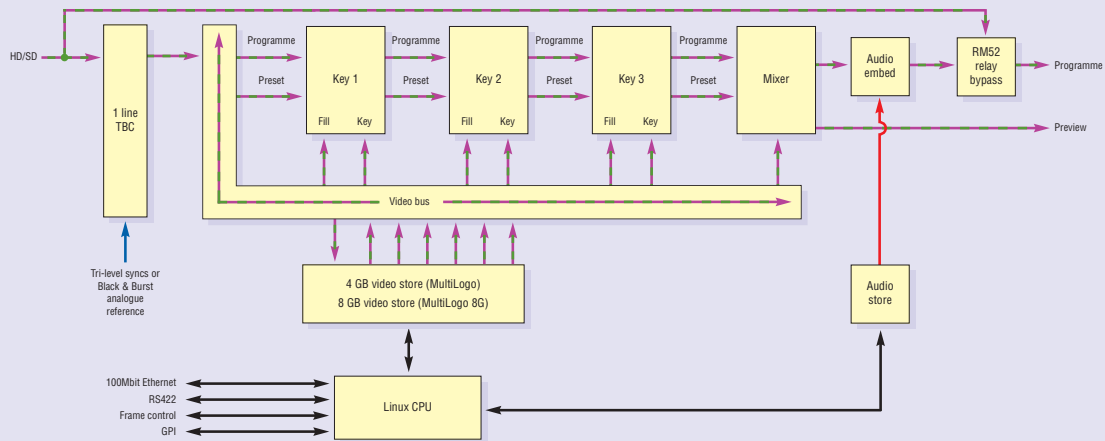 HD/SD
1 line
TBC
Tri-level syncs or
Black & Burst
analogue
reference
Programme
Preset
Key 1
Fill Key
Programme
Preset
Key 2
Fill Key
Programme
Preset
Key 3
Fill Key
Programme
Preset
Mixer
Audio
embed
RM52
relay
bypass
Programme
Preview
Video bus
4 GB video store (MultiLogo)
8 GB video store (MultiLogo 8G)
Audio
store
100Mbit Ethernet
RS422
Frame control
GPI
Linux CPU